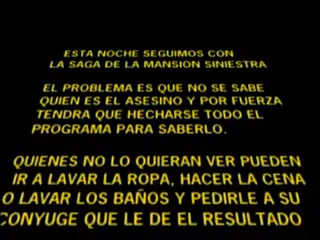 ESTA NOCHE SEGUIMOS CON
LA SAGA DE LA MANSION SINIESTRA
EL PROBLEMA ES QUE NO SE SABE
QUIEN ES EL ASESINO Y POR FUERZA
TENDRA QUE HECHARSE TODO EL
PROGRAMA PARA SABERLO.
QUIENES NO LO QUIERAN VER PUEDEN
IR A LAVAR LA ROPA, HACER LA CENA
O LAVAR LOS BAÑOS Y PEDIRLE A SU
CONYUGE QUE LE DE EL RESULTADO